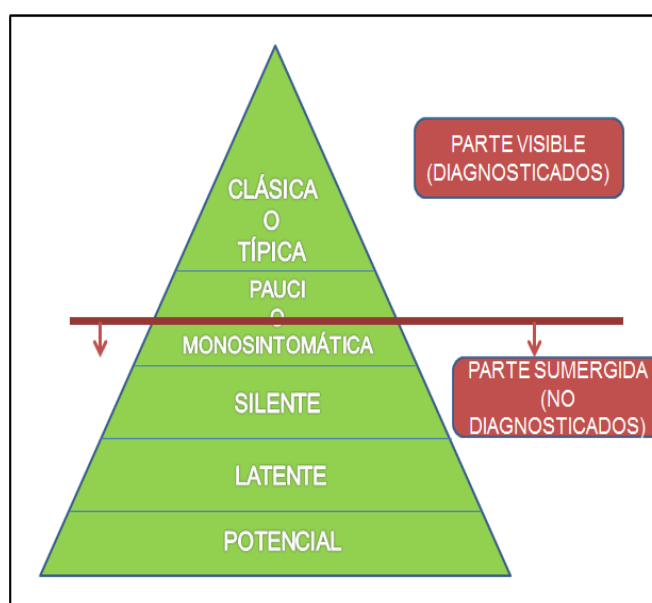 CLÁSICA
O
TÍPICA
PAUCI
O
MONOSINTOMÁTICA
SILENTE
LATENTE
POTENCIAL
PARTE VISIBLE
(DIAGNOSTICADOS)
PARTE SUMERGIDA
(NO
DIAGNOSTICADOS)